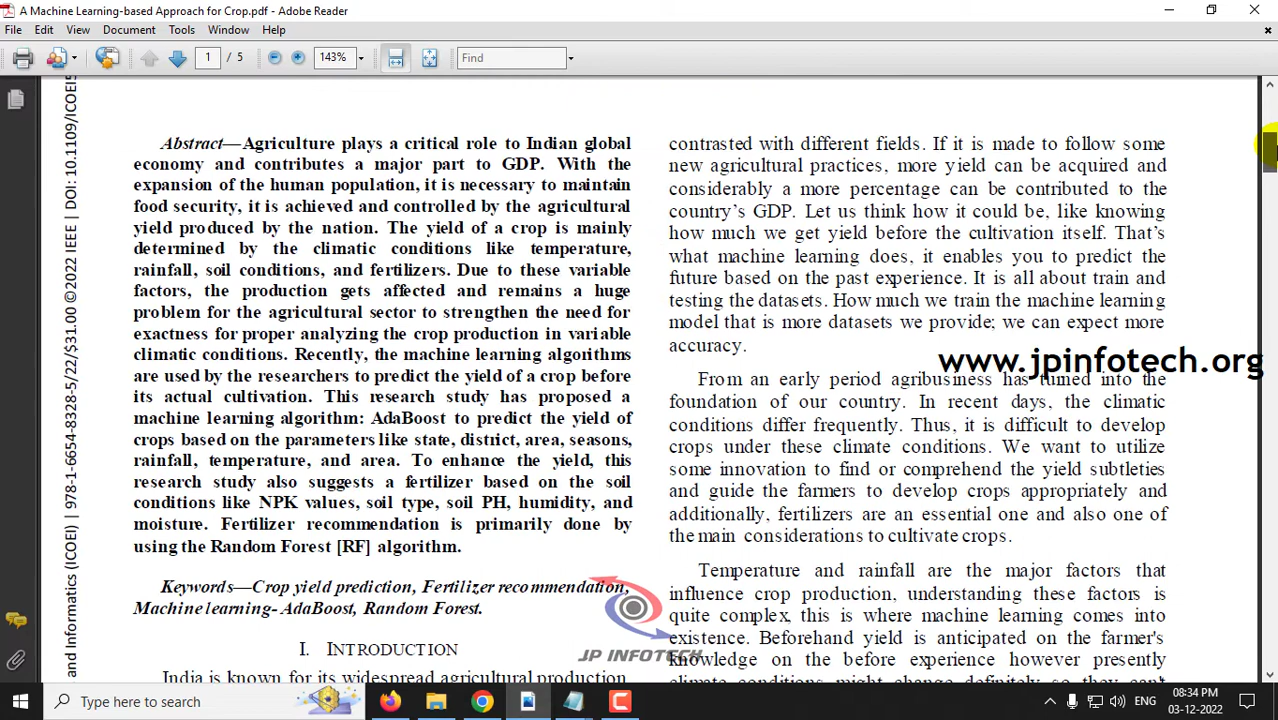 A Machine Learning-based Approach for Crop.pdf - Adobe Reader
File Edit View Document Tools Window Help
1 / 5 143% Find
and Informatics (ICOEI) | 978-1-6654-8328-5/22/$31.00 ©2022 IEEE | DOI: 10.1109/ICOEI5
Abstract—Agriculture plays a critical role to Indian global
economy and contributes a major part to GDP. With the
expansion of the human population, it is necessary to maintain
food security, it is achieved and controlled by the agricultural
yield produced by the nation. The yield of a crop is mainly
determined by the climatic conditions like temperature,
rainfall, soil conditions, and fertilizers. Due to these variable
factors, the production gets affected and remains a huge
problem for the agricultural sector to strengthen the need for
exactness for proper analyzing the crop production in variable
climatic conditions. Recently, the machine learning algorithms
are used by the researchers to predict the yield of a crop before
its actual cultivation. This research study has proposed a
machine learning algorithm: AdaBoost to predict the yield of
crops based on the parameters like state, district, area, seasons,
rainfall, temperature, and area. To enhance the yield, this
research study also suggests a fertilizer based on the soil
conditions like NPK values, soil type, soil PH, humidity, and
moisture. Fertilizer recommendation is primarily done by
using the Random Forest [RF] algorithm.
Keywords—Crop yield prediction, Fertilizer recommendation,
Machine learning- AdaBoost, Random Forest.
I. INTRODUCTION
India is known for its widespread agricultural production
contrasted with different fields. If it is made to follow some
new agricultural practices, more yield can be acquired and
considerably a more percentage can be contributed to the
country's GDP. Let us think how it could be, like knowing
how much we get yield before the cultivation itself. That's
what machine learning does, it enables you to predict the
future based on the past experience. It is all about train and
testing the datasets. How much we train the machine learning
model that is more datasets we provide; we can expect more
accuracy.
www.jpinfotech.org
From an early period agribusiness has turned into the
foundation of our country. In recent days, the climatic
conditions differ frequently. Thus, it is difficult to develop
crops under these climate conditions. We want to utilize
some innovation to find or comprehend the yield subtleties
and guide the farmers to develop crops appropriately and
additionally, fertilizers are an essential one and also one of
the main considerations to cultivate crops.
Temperature and rainfall are the major factors that
influence crop production, understanding these factors is
quite complex, this is where machine learning comes into
existence. Beforehand yield is anticipated on the farmer's
knowledge on the before experience however presently
climatic conditions might change definitely so they can't
JP INFOTECH
Type here to search
ENG
08:34 PM
03-12-2022